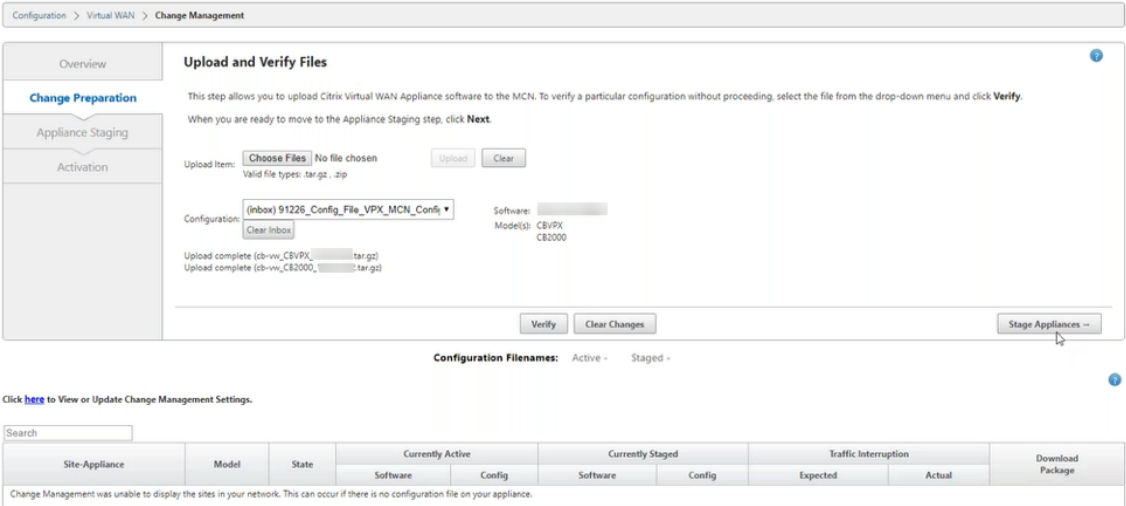 Configuration > Virtual WAN > Change Management
Overview
Change Preparation
Appliance Staging
Activation
Upload and Verify Files
This step allows you to upload Citrix Virtual WAN Appliance software to the MCN. To verify a particular configuration without proceeding, select the file from the drop-down menu and click Verify.
When you are ready to move to the Appliance Staging step, click Next.
Upload Item: Choose Files No file chosen Upload Clear
Valid file types: .tar.gz , .zip
Configuration: (inbox) 91226_Config_File_VPX_MCN_Config
Clear Inbox
Software:
Model(s): CBVPX
CB2000
Upload complete (cb-vw_CBVPX_ .tar.gz)
Upload complete (cb-vw_CB2000_ .tar.gz)
Verify Clear Changes Stage Appliances →
Configuration Filenames: Active - Staged -
Click here to View or Update Change Management Settings.
Search
Site-Appliance Model State Currently Active Currently Staged Traffic Interruption Download Package
Software Config Software Config Expected Actual
Change Management was unable to display the sites in your network. This can occur if there is no configuration file on your appliance.